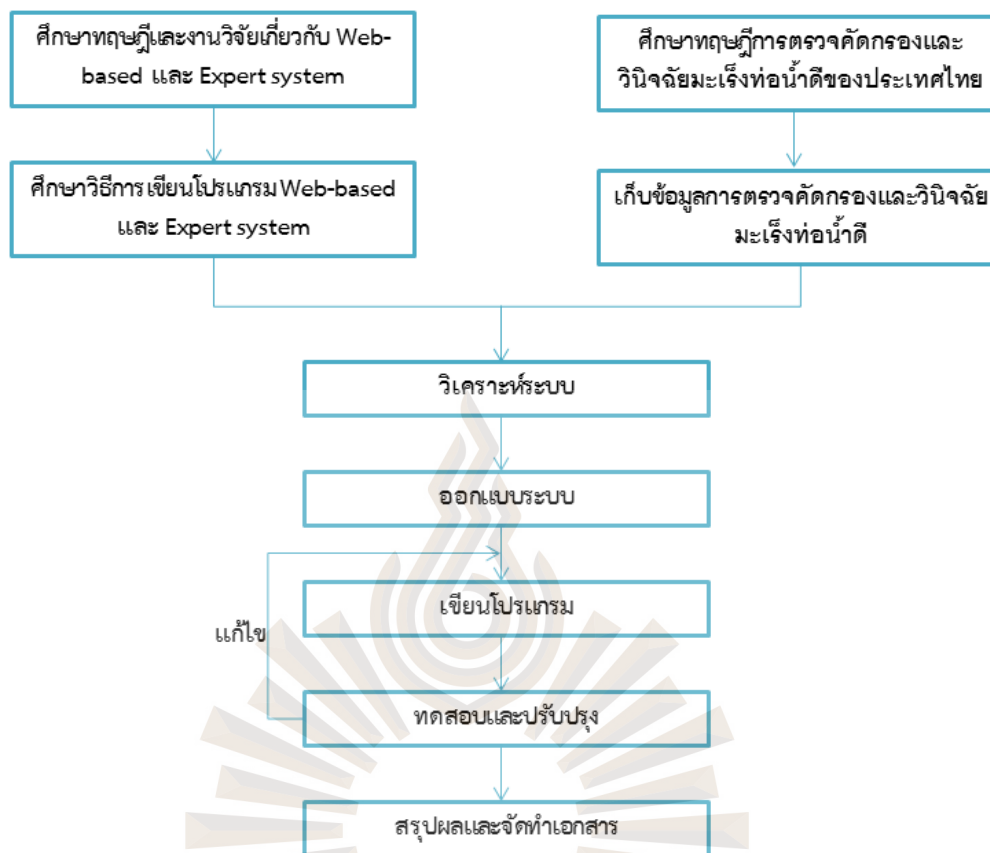 ศึกษาทฤษฎีและงานวิจัยเกี่ยวกับ Web-
based และ Expert system
ศึกษาทฤษฎีการตรวจคัดกรองและ
วินิจฉัยมะเร็งท่อน้ำดีของประเทศไทย
ศึกษาวิธีการเขียนโปรแกรม Web-based
และ Expert system
เก็บข้อมูลการตรวจคัดกรองและวินิจฉัย
มะเร็งท่อน้ำดี
วิเคราะห์ระบบ
ออกแบบระบบ
เขียนโปรแกรม
แก้ไข
ทดสอบและปรับปรุง
สรุปผลและจัดทำเอกสาร